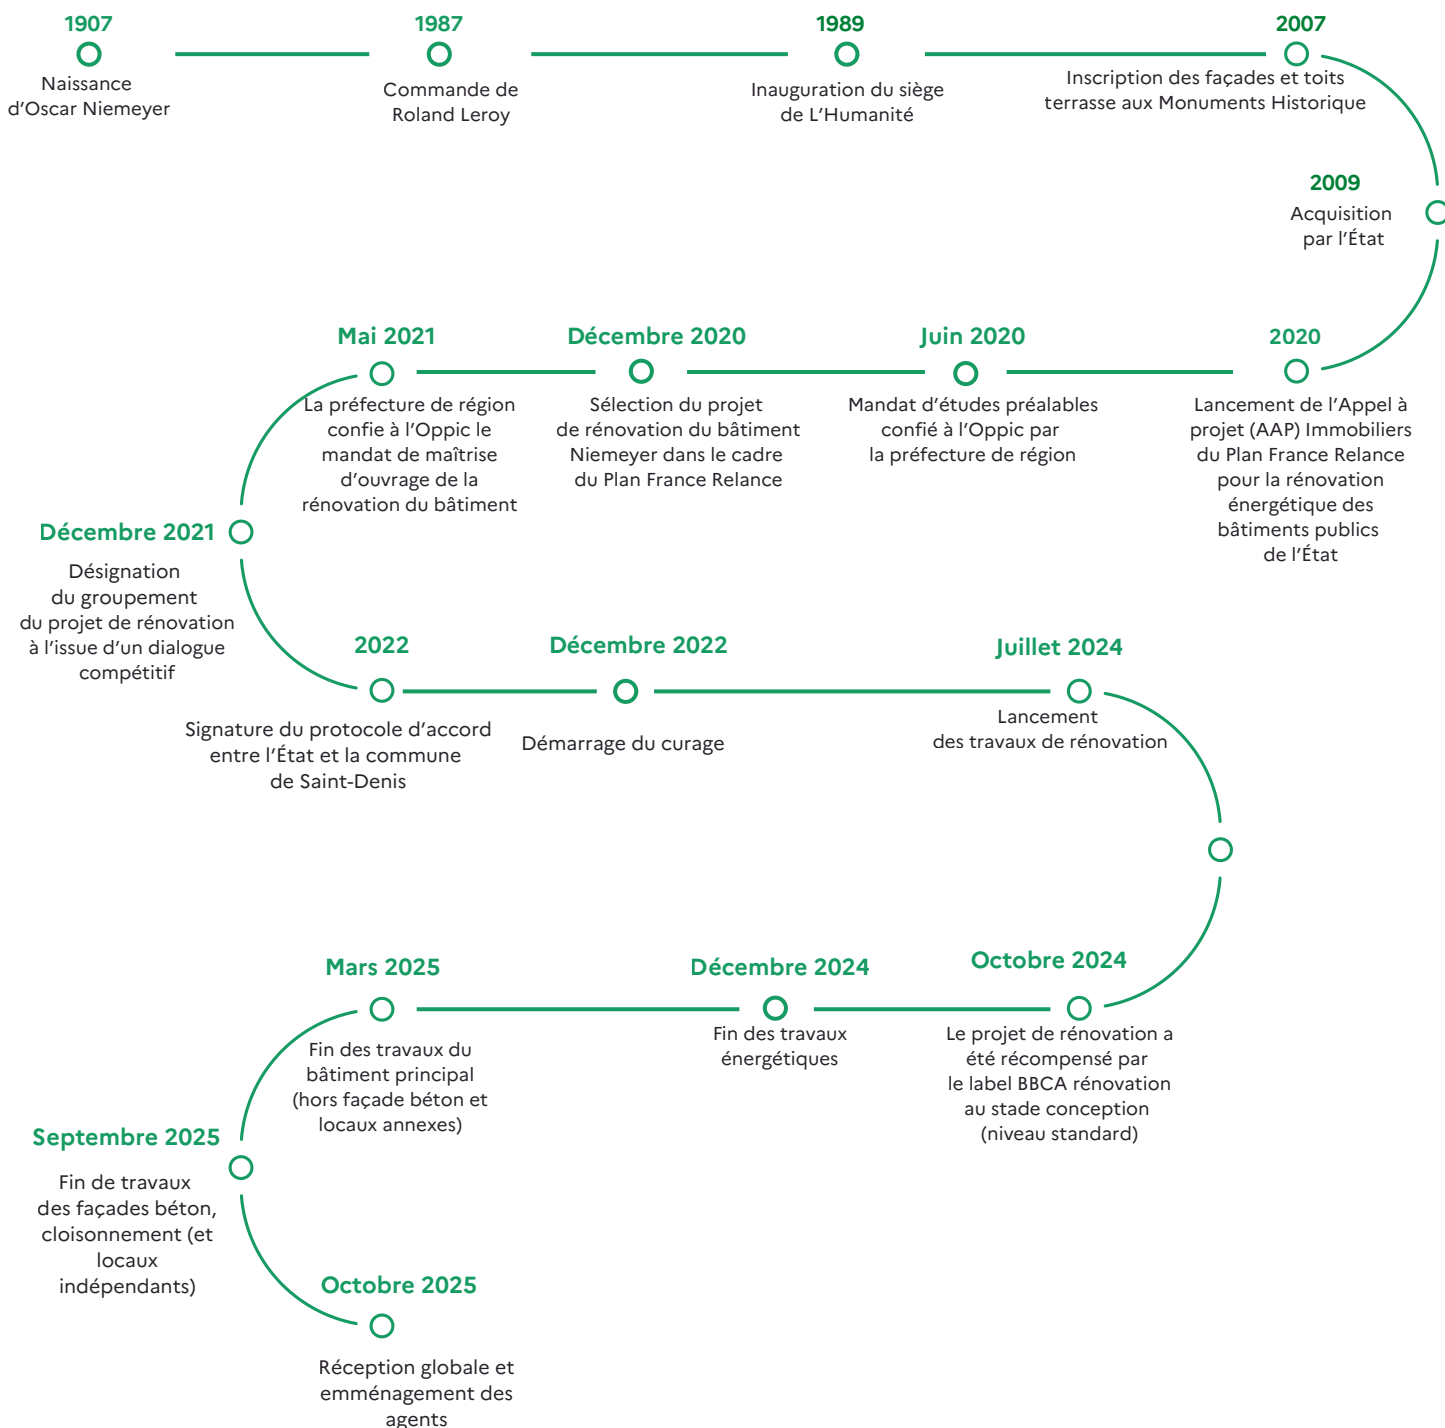 1907
Naissance
d'Oscar Niemeyer
1987
Commande de
Roland Leroy
1989
Inauguration du siège
de L'Humanité
2007
Inscription des façades et toits
terrasse aux Monuments Historique
2009
Acquisition
par l'État
2020
Lancement de l'Appel à
projet (AAP) Immobiliers
du Plan France Relance
pour la rénovation
énergétique des
bâtiments publics
de l'État
Juin 2020
Mandat d'études préalables
confié à l'Oppic par
la préfecture de région
Décembre 2020
Sélection du projet
de rénovation du bâtiment
Niemeyer dans le cadre
du Plan France Relance
Mai 2021
La préfecture de région
confie à l'Oppic le
mandat de maîtrise
d'ouvrage de la
rénovation du bâtiment
Décembre 2021
Désignation
du groupement
du projet de rénovation
à l'issue d'un dialogue
compétitif
2022
Signature du protocole d'accord
entre l'État et la commune
de Saint-Denis
Décembre 2022
Démarrage du curage
Juillet 2024
Lancement
des travaux de rénovation
Octobre 2024
Le projet de rénovation a
été récompensé par
le label BBCA rénovation
au stade conception
(niveau standard)
Décembre 2024
Fin des travaux
énergétiques
Mars 2025
Fin des travaux du
bâtiment principal
(hors façade béton et
locaux annexes)
Septembre 2025
Fin de travaux
des façades béton,
cloisonnement (et
locaux
indépendants)
Octobre 2025
Réception globale et
emménagement des
agents